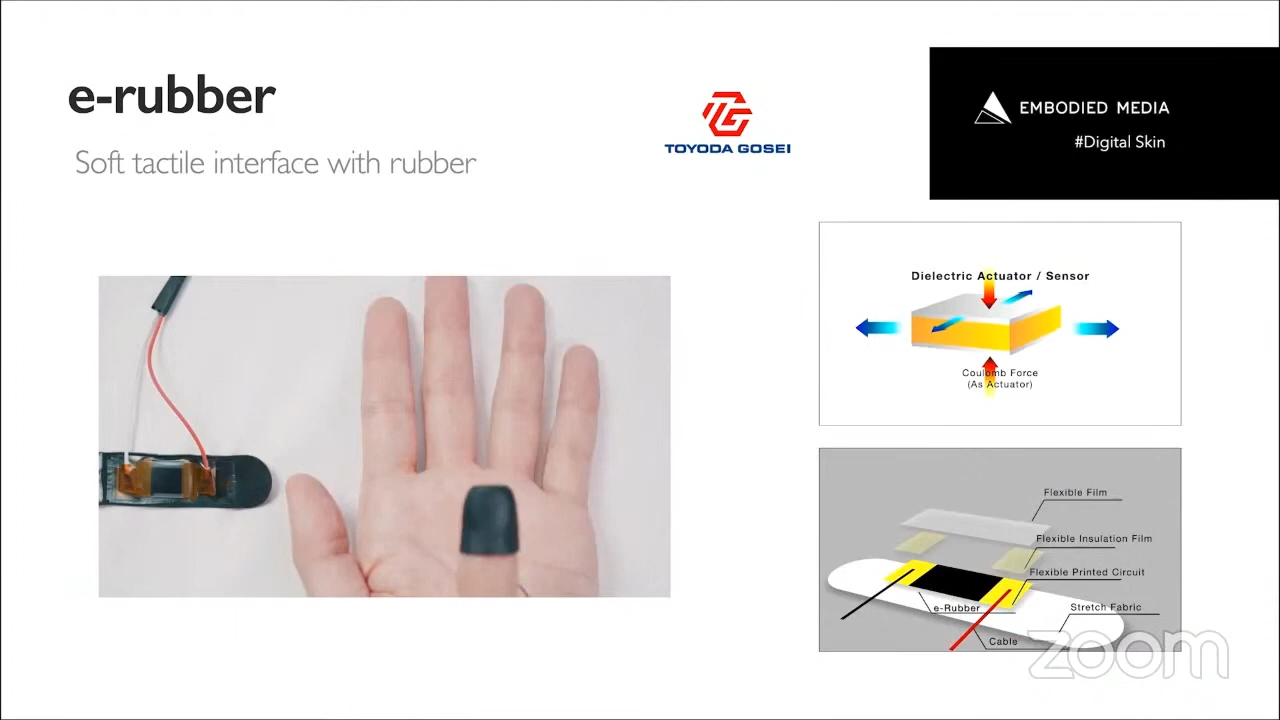 e-rubber
Soft tactile interface with rubber
TOYODA GOSEI
EMBODIED MEDIA
#Digital Skin
Dielectric Actuator / Sensor
Coulomb Force
(As Actuator)
Flexible Film
Flexible Insulation Film
Flexible Printed Circuit
e-Rubber
Stretch Fabric
Cable
zoom